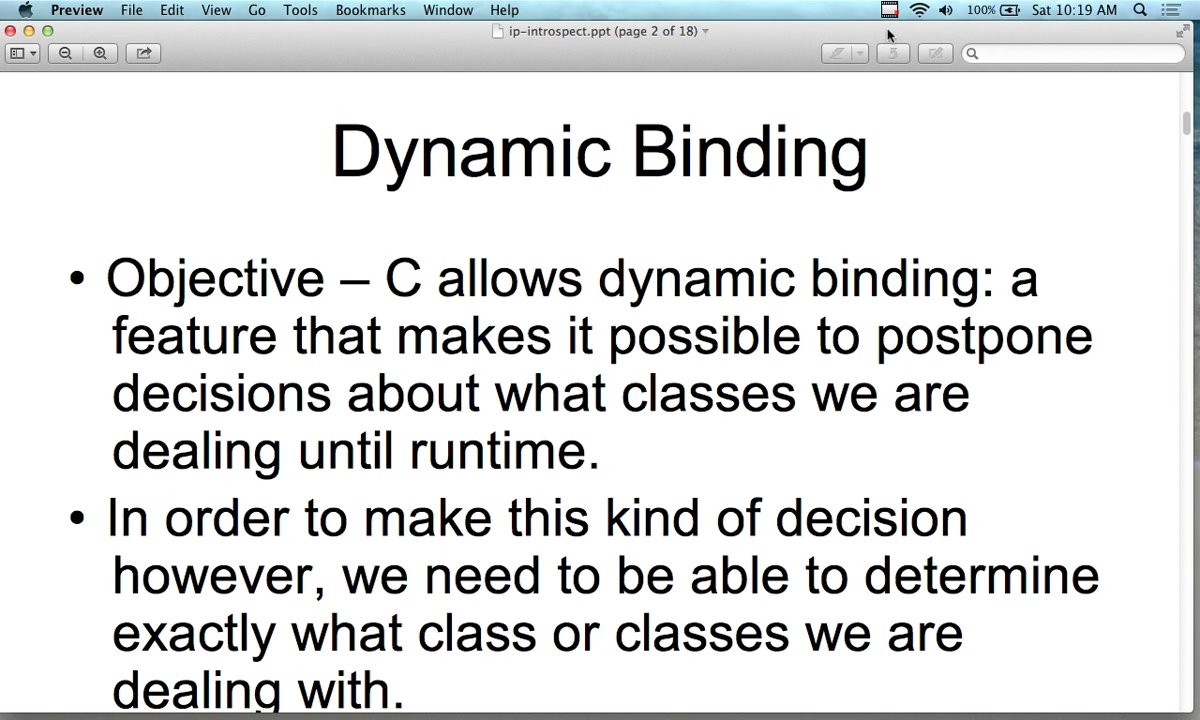 Preview File Edit View Go Tools Bookmarks Window Help 100% Sat 10:19 AM
ip-introspect.ppt (page 2 of 18)
Dynamic Binding
• Objective – C allows dynamic binding: a
feature that makes it possible to postpone
decisions about what classes we are
dealing until runtime.
• In order to make this kind of decision
however, we need to be able to determine
exactly what class or classes we are
dealing with.